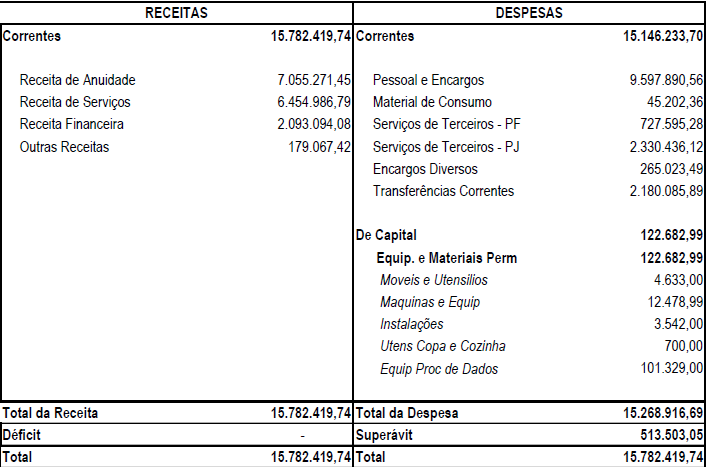 RECEITAS DESPESAS
Correntes 15.782.419,74 Correntes 15.146.233,70
Receita de Anuidade 7.055.271,45 Pessoal e Encargos 9.597.890,56
Receita de Serviços 6.454.986,79 Material de Consumo 45.202,36
Receita Financeira 2.093.094,08 Serviços de Terceiros - PF 727.595,28
Outras Receitas 179.067,42 Serviços de Terceiros - PJ 2.330.436,12
Encargos Diversos 265.023,49
Transferências Correntes 2.180.085,89
De Capital 122.682,99
Equip. e Materiais Perm 122.682,99
Moveis e Utensilios 4.633,00
Maquinas e Equip 12.478,99
Instalações 3.542,00
Utens Copa e Cozinha 700,00
Equip Proc de Dados 101.329,00
Total da Receita 15.782.419,74 Total da Despesa 15.268.916,69
Déficit - Superávit 513.503,05
Total 15.782.419,74 Total 15.782.419,74